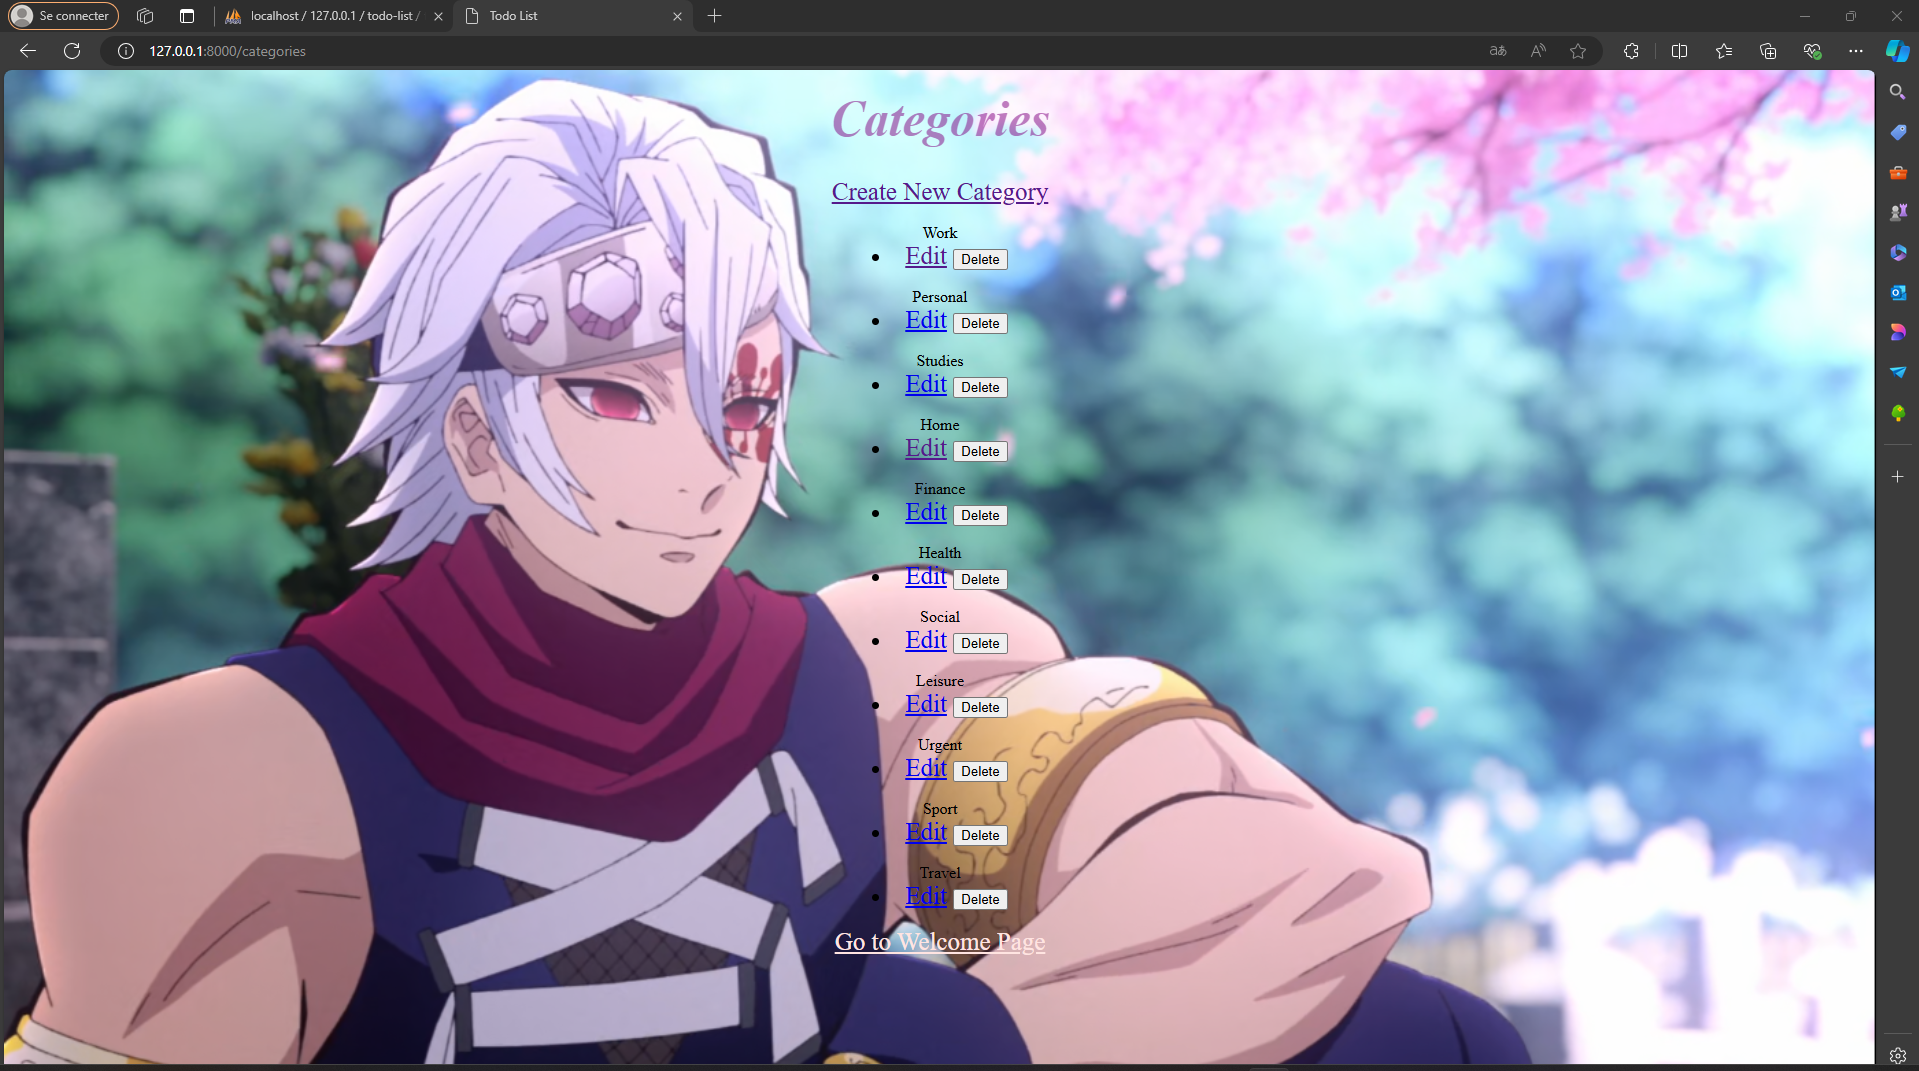 Se connecter
localhost / 127.0.0.1 / todo-list /
Todo List
127.0.0.1:8000/categories
Categories
Create New Category
Work
Edit Delete
Personal
Edit Delete
Studies
Edit Delete
Home
Edit Delete
Finance
Edit Delete
Health
Edit Delete
Social
Edit Delete
Leisure
Edit Delete
Urgent
Edit Delete
Sport
Edit Delete
Travel
Edit Delete
Go to Welcome Page